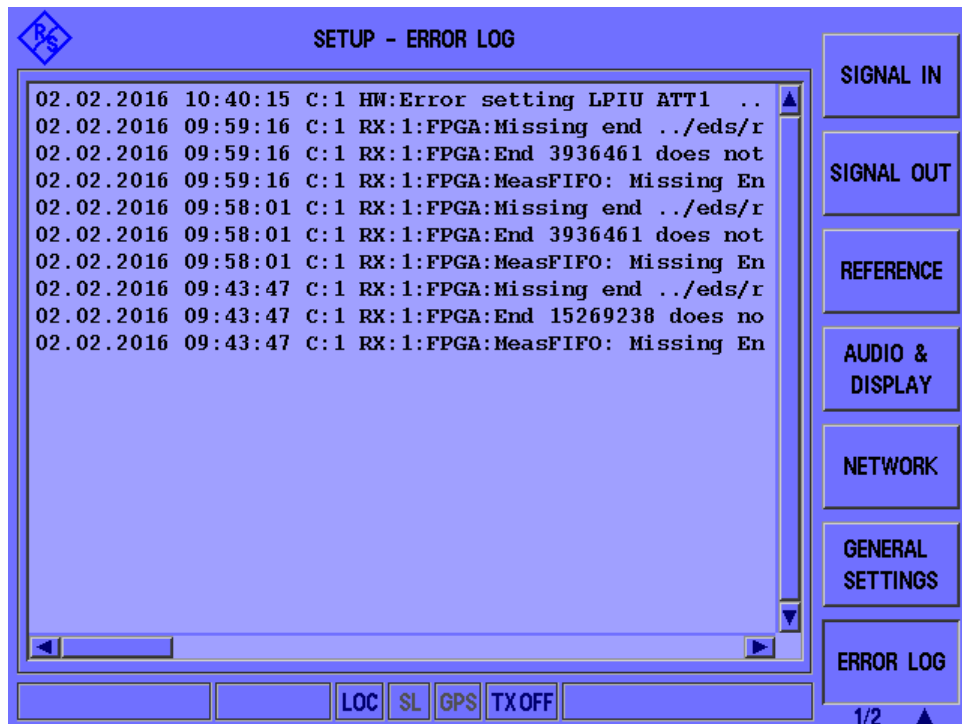 R/S
SETUP - ERROR LOG
02.02.2016 10:40:15 C:1 HW:Error setting LPIU ATT1 ..
02.02.2016 09:59:16 C:1 RX:1:FPGA:Missing end ../eds/r
02.02.2016 09:59:16 C:1 RX:1:FPGA:End 3936461 does not
02.02.2016 09:59:16 C:1 RX:1:FPGA:MeasFIFO: Missing En
02.02.2016 09:58:01 C:1 RX:1:FPGA:Missing end ../eds/r
02.02.2016 09:58:01 C:1 RX:1:FPGA:End 3936461 does not
02.02.2016 09:58:01 C:1 RX:1:FPGA:MeasFIFO: Missing En
02.02.2016 09:43:47 C:1 RX:1:FPGA:Missing end ../eds/r
02.02.2016 09:43:47 C:1 RX:1:FPGA:End 15269238 does no
02.02.2016 09:43:47 C:1 RX:1:FPGA:MeasFIFO: Missing En
SIGNAL IN
SIGNAL OUT
REFERENCE
AUDIO &
DISPLAY
NETWORK
GENERAL
SETTINGS
ERROR LOG
1/2
LOC SL GPS TX OFF